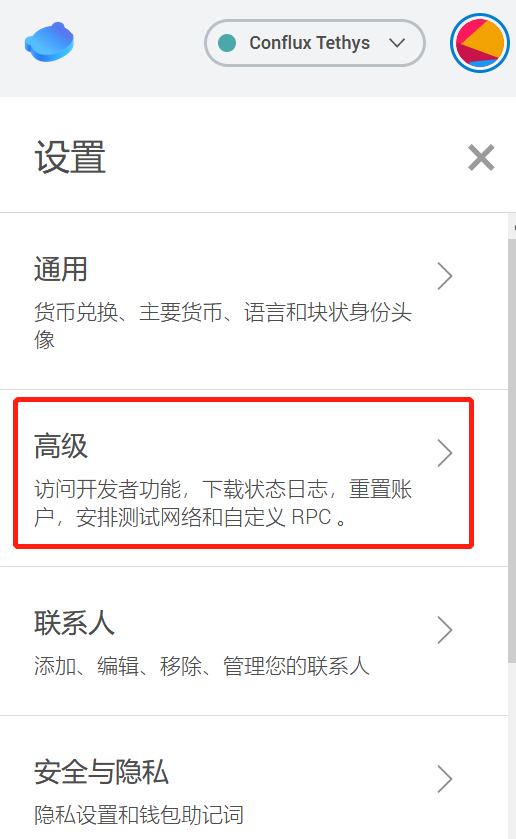 Conflux Tethys
设置
通用
货币兑换、主要货币、语言和块状身份头
像
高级
访问开发者功能，下载状态日志，重置账
户，安排测试网络和自定义 RPC 。
联系人
添加、编辑、移除、管理您的联系人
安全与隐私
隐私设置和钱包助记词